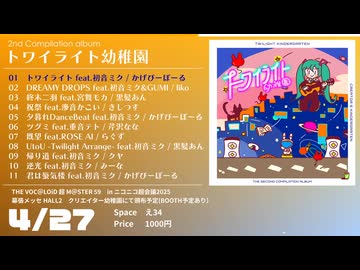 2nd Compilation album
トワイライト幼稚園
01 トワイライト feat.初音ミク / かげぴーぽーる
02 DREAMY DROPS feat.初音ミク&GUMI / liko
03 柊木二羽 feat.宮舞モカ / 黒髪あん
04 祝祭 feat.渺音かこい / きしつす
05 夕暮れDanceBeat feat.初音ミク / かげぴーぽーる
06 ツグミ feat.重音テト / 芹沢なな
07 既望 feat.ROSE AI / らぐず
08 UtoU -Twilight Arrange- feat.初音ミク / 黒髪あん
09 帰り道 feat.初音ミク / クヤ
10 逆光 feat.初音ミク / みーな
11 君は蜃気楼 feat.初音ミク / かげぴーぽーる
THE VOC@LOiD 超 M@STER 59 in ニコニコ超会議2025
幕張メッセ HALL2 クリエイター幼稚園にて頒布予定(BOOTH予定あり)
4/27
Space え34
Price 1000円
TWILIGHT KINDERGARTEN
トワイライト
CREATOR KINDERGARTEN
THE SECOND COMPILATION ALBUM